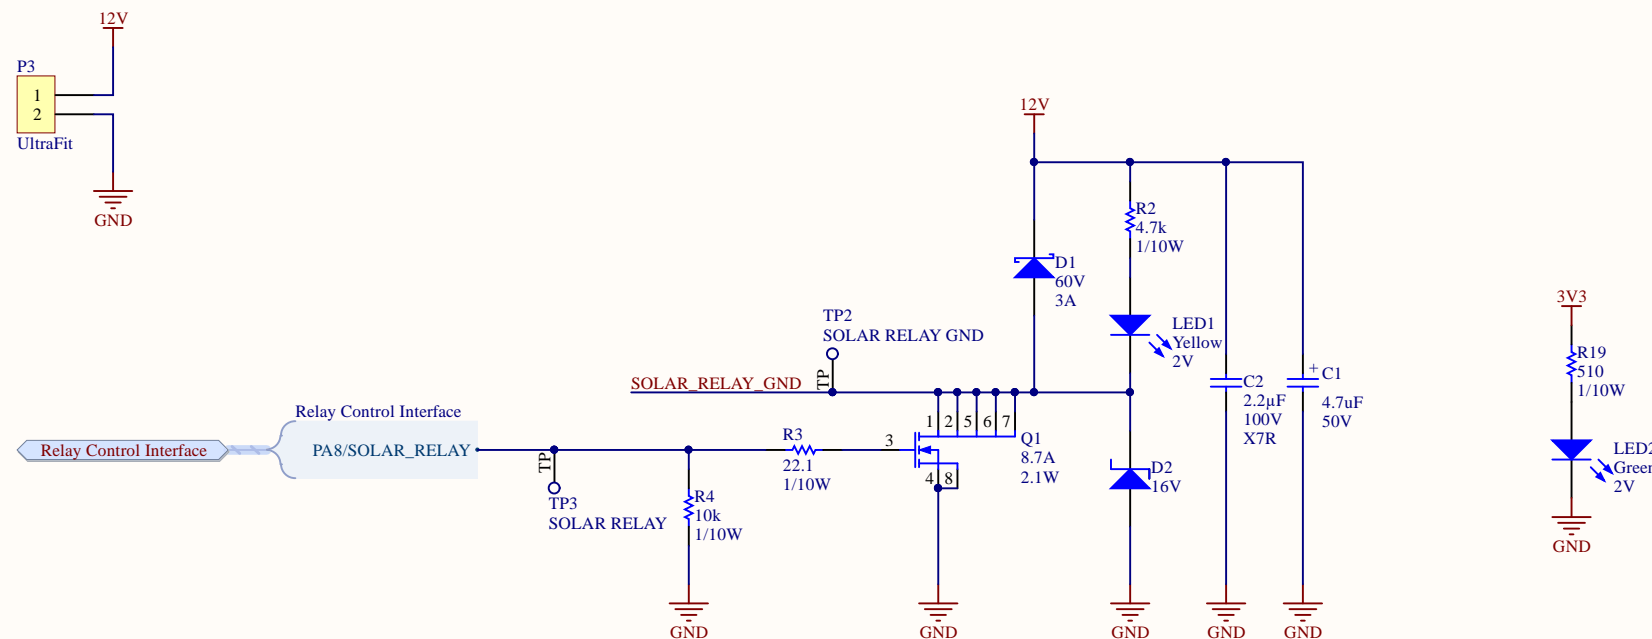 12V
P3
1
2
UltraFit
GND
12V
R2
4.7k
1/10W
D1
60V
3A
TP2
SOLAR RELAY GND
LED1
Yellow
2V
SOLAR_RELAY_GND
TP
C2
2.2µF
100V
X7R
+
C1
4.7uF
50V
3V3
R19
510
1/10W
LED2
Green
2V
GND
Relay Control Interface
Relay Control Interface
PA8/SOLAR_RELAY
TP
TP3
SOLAR RELAY
R3
22.1
1/10W
R4
10k
1/10W
3
1 2 5 6 7
4 8
Q1
8.7A
2.1W
D2
16V
GND
GND
GND
GND
GND